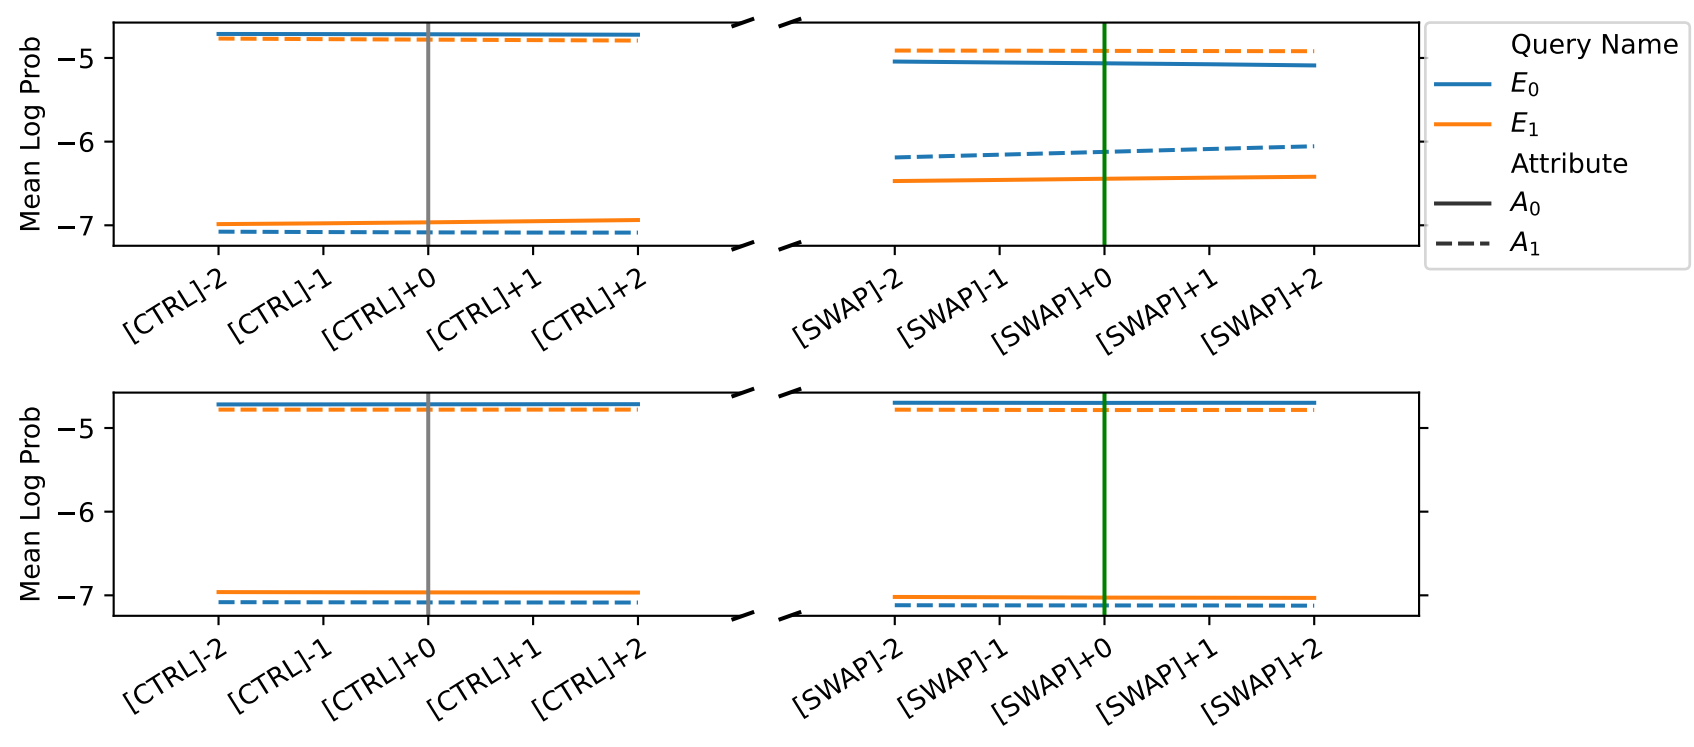 Mean Log Prob
−5
−6
−7
[CTRL]-2
[CTRL]-1
[CTRL]+0
[CTRL]+1
[CTRL]+2
[SWAP]-2
[SWAP]-1
[SWAP]+0
[SWAP]+1
[SWAP]+2
Query Name
E₀
E₁
Attribute
A₀
A₁
Mean Log Prob
−5
−6
−7
[CTRL]-2
[CTRL]-1
[CTRL]+0
[CTRL]+1
[CTRL]+2
[SWAP]-2
[SWAP]-1
[SWAP]+0
[SWAP]+1
[SWAP]+2